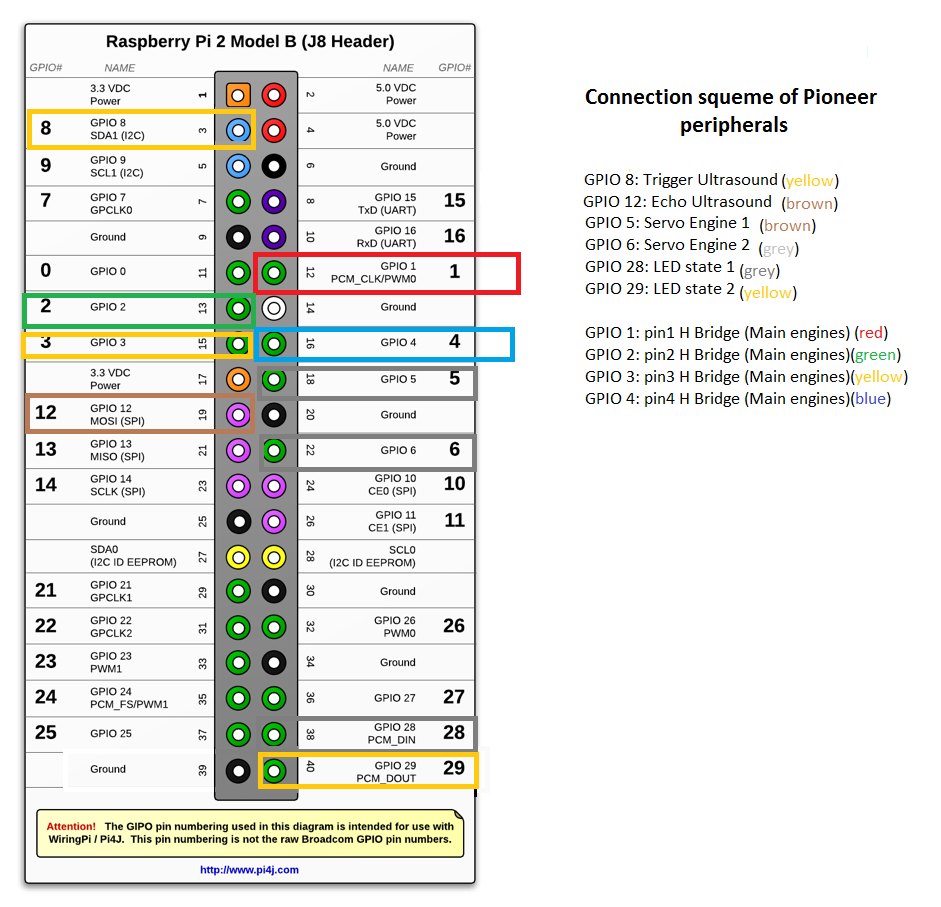 Raspberry Pi 2 Model B (J8 Header)
GPIO# NAME NAME GPIO#
3.3 VDC Power 1 2 5.0 VDC Power
8 GPIO 8 SDA1 (I2C) 3 4 5.0 VDC Power
9 GPIO 9 SCL1 (I2C) 5 6 Ground
7 GPIO 7 GPCLK0 7 8 GPIO 15 TxD (UART) 15
Ground 9 10 GPIO 16 RxD (UART) 16
0 GPIO 0 11 12 GPIO 1 PCM_CLK/PWM0 1
2 GPIO 2 13 14 Ground
3 GPIO 3 15 16 GPIO 4 4
3.3 VDC Power 17 18 GPIO 5 5
12 GPIO 12 MOSI (SPI) 19 20 Ground
13 GPIO 13 MISO (SPI) 21 22 GPIO 6 6
14 GPIO 14 SCLK (SPI) 23 24 GPIO 10 CE0 (SPI) 10
Ground 25 26 GPIO 11 CE1 (SPI) 11
SDA0 (I2C ID EEPROM) 27 28 SCL0 (I2C ID EEPROM)
21 GPIO 21 GPCLK1 29 30 Ground
22 GPIO 22 GPCLK2 31 32 GPIO 26 PWM0 26
23 GPIO 23 PWM1 33 34 Ground
24 GPIO 24 PCM_FS/PWM1 35 36 GPIO 27 27
25 GPIO 25 37 38 GPIO 28 PCM_DIN 28
Ground 39 40 GPIO 29 PCM_DOUT 29
Attention! The GIPO pin numbering used in this diagram is intended for use with
WiringPi / Pi4J. This pin numbering is not the raw Broadcom GPIO pin numbers.
http://www.pi4j.com
Connection squeme of Pioneer
peripherals
GPIO 8: Trigger Ultrasound (yellow)
GPIO 12: Echo Ultrasound (brown)
GPIO 5: Servo Engine 1 (brown)
GPIO 6: Servo Engine 2 (grey)
GPIO 28: LED state 1 (grey)
GPIO 29: LED state 2 (yellow)
GPIO 1: pin1 H Bridge (Main engines) (red)
GPIO 2: pin2 H Bridge (Main engines)(green)
GPIO 3: pin3 H Bridge (Main engines)(yellow)
GPIO 4: pin4 H Bridge (Main engines)(blue)